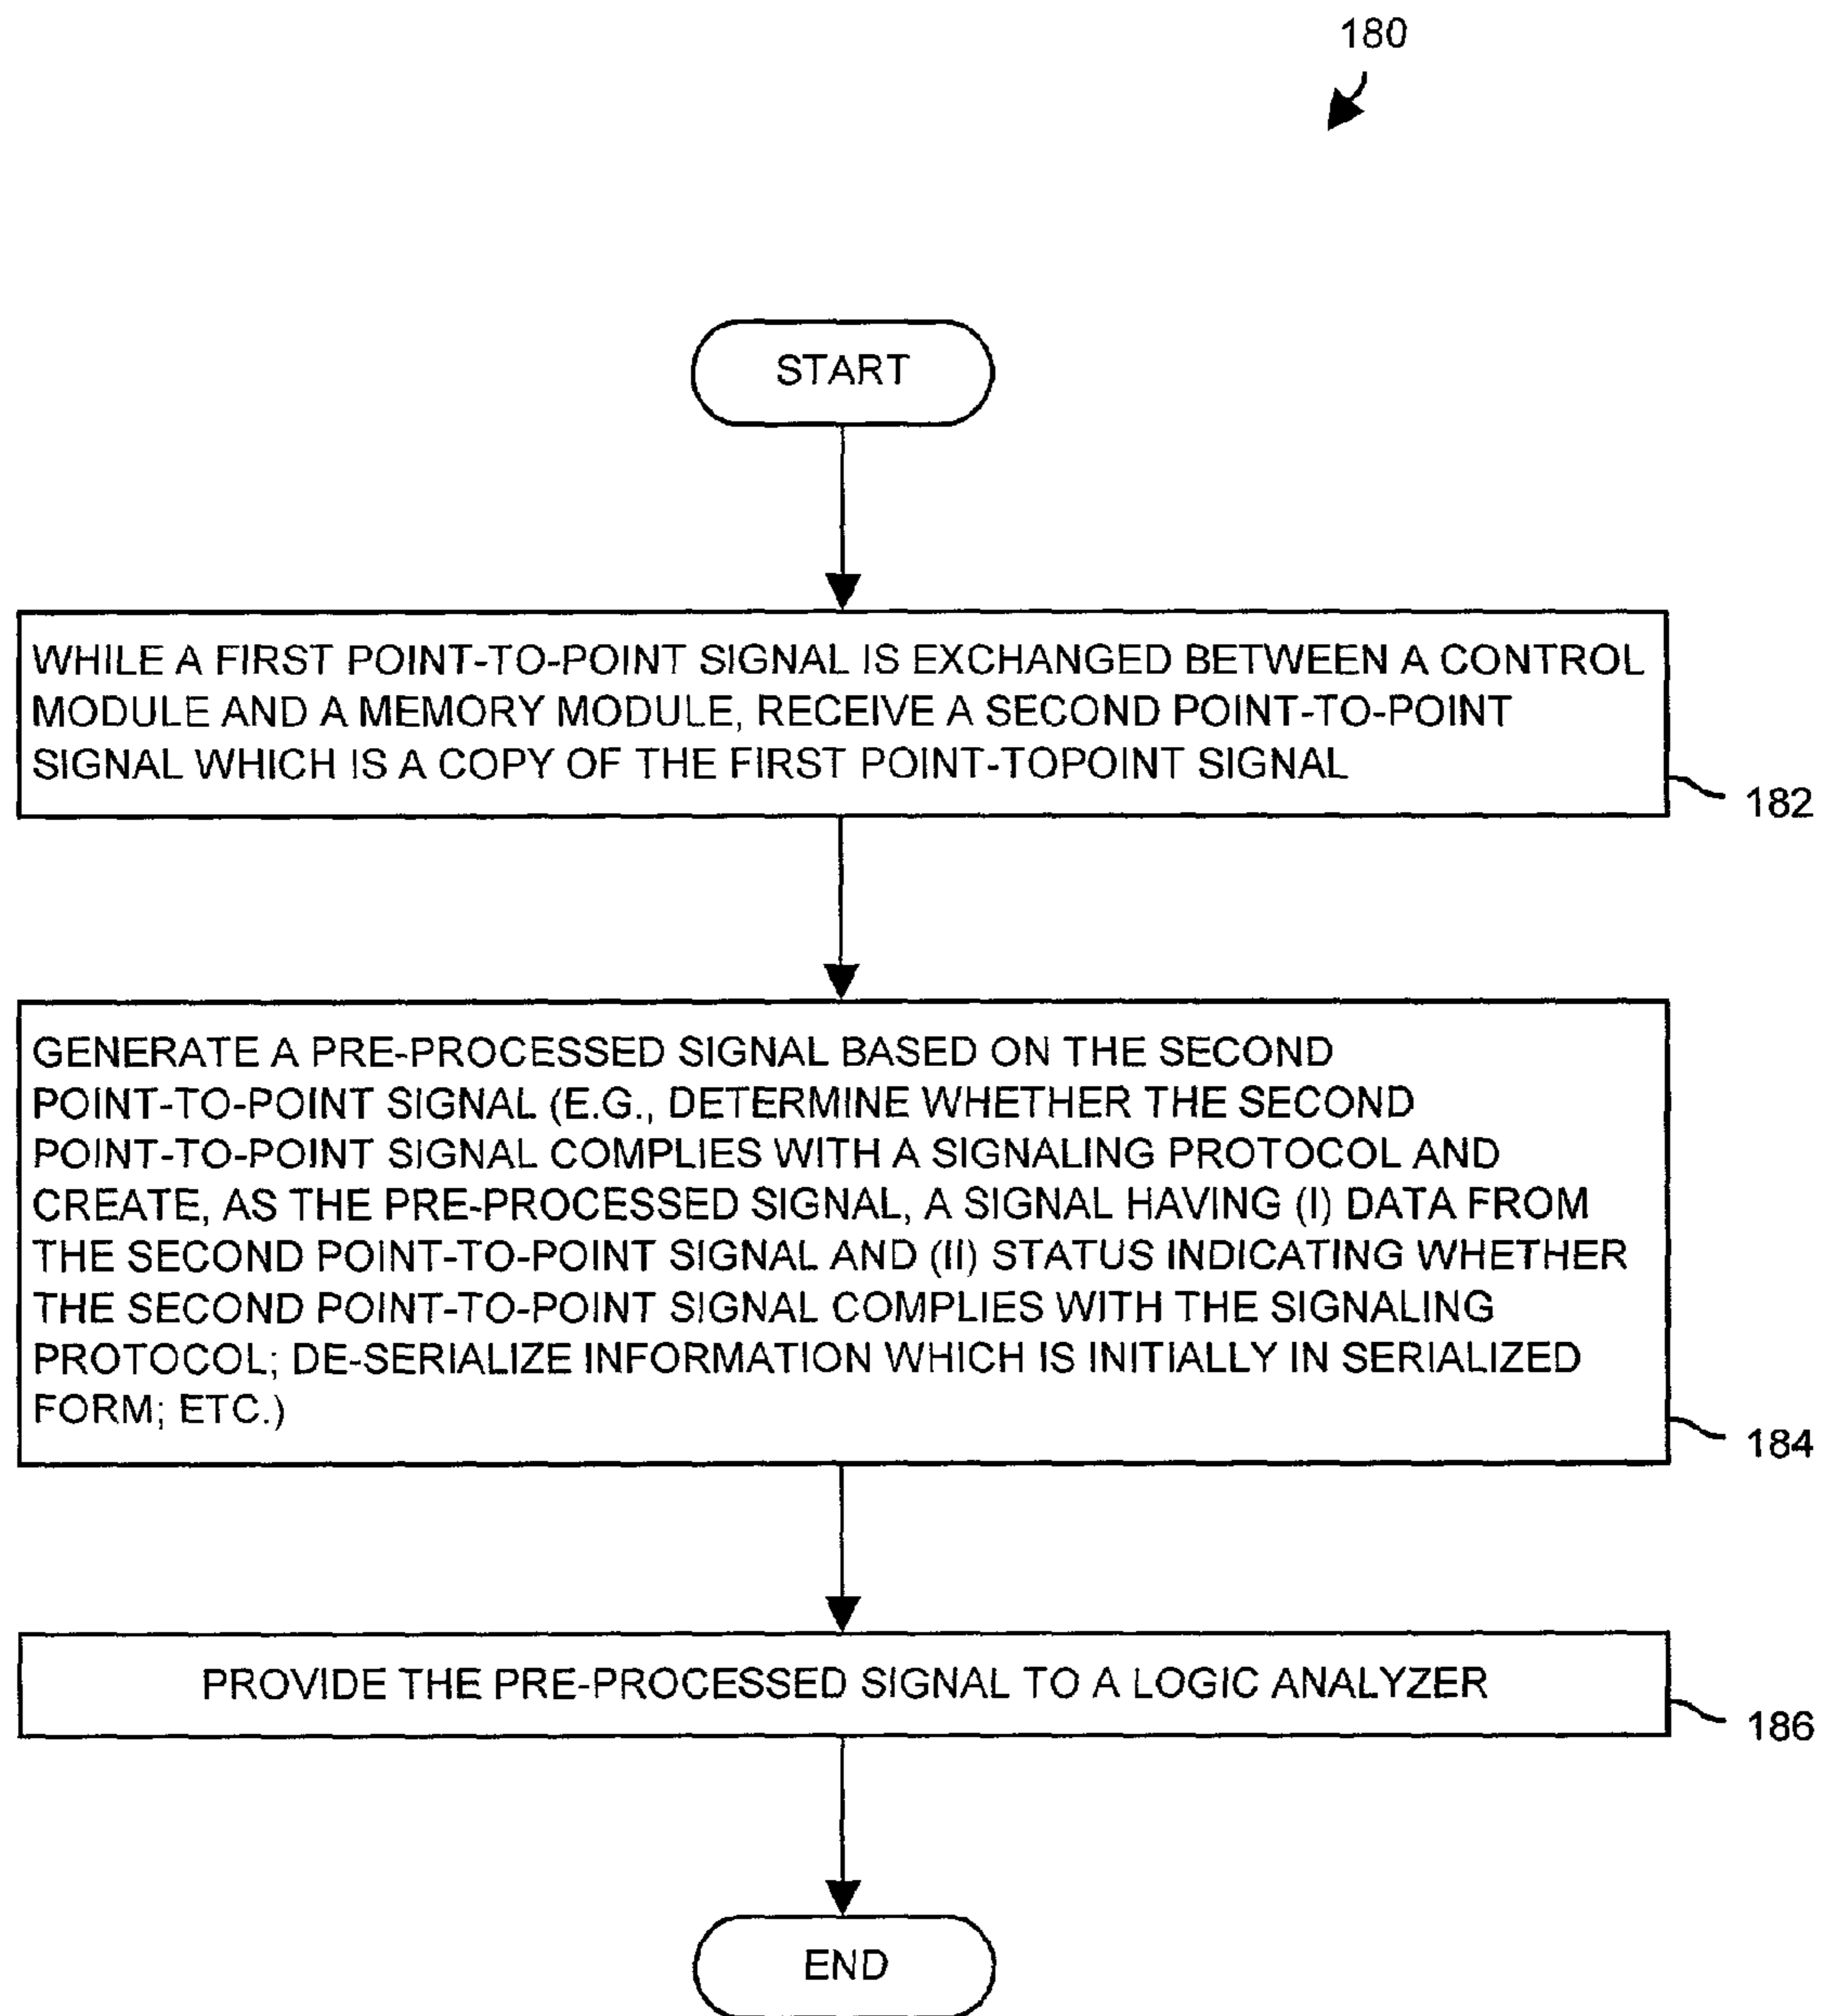 180
START
WHILE A FIRST POINT-TO-POINT SIGNAL IS EXCHANGED BETWEEN A CONTROL
MODULE AND A MEMORY MODULE, RECEIVE A SECOND POINT-TO-POINT
SIGNAL WHICH IS A COPY OF THE FIRST POINT-TOPOINT SIGNAL
182
GENERATE A PRE-PROCESSED SIGNAL BASED ON THE SECOND
POINT-TO-POINT SIGNAL (E.G., DETERMINE WHETHER THE SECOND
POINT-TO-POINT SIGNAL COMPLIES WITH A SIGNALING PROTOCOL AND
CREATE, AS THE PRE-PROCESSED SIGNAL, A SIGNAL HAVING (I) DATA FROM
THE SECOND POINT-TO-POINT SIGNAL AND (II) STATUS INDICATING WHETHER
THE SECOND POINT-TO-POINT SIGNAL COMPLIES WITH THE SIGNALING
PROTOCOL; DE-SERIALIZE INFORMATION WHICH IS INITIALLY IN SERIALIZED
FORM; ETC.)
184
PROVIDE THE PRE-PROCESSED SIGNAL TO A LOGIC ANALYZER
186
END